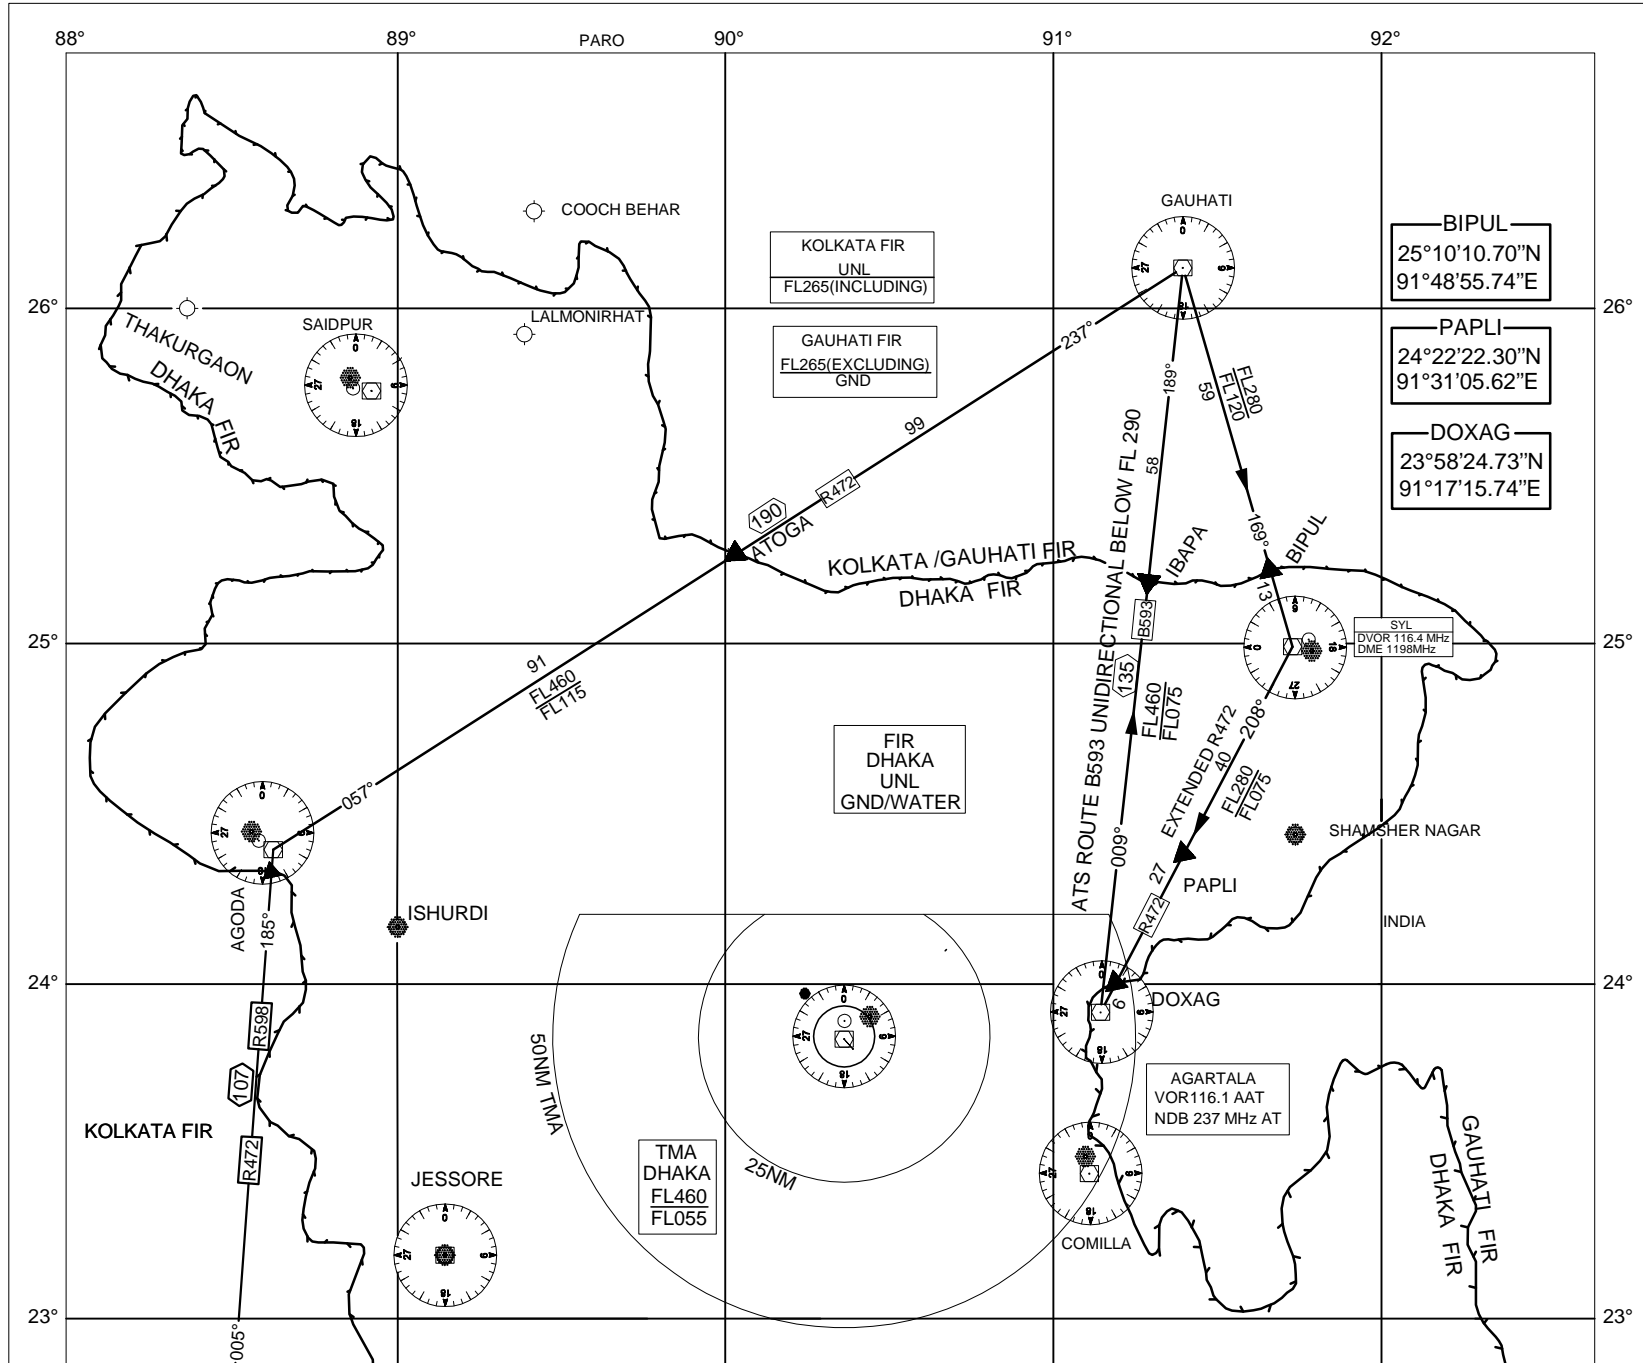 88°
89°
PARO
90°
91°
92°
COOCH BEHAR
GAUHATI
KOLKATA FIR
UNL
FL265(INCLUDING)
BIPUL
25°10’10.70”N
91°48’55.74”E
26°
26°
THAKURGAON
DHAKA FIR
SAIDPUR
LALMONIRHAT
GAUHATI FIR
FL265(EXCLUDING)
GND
PAPLI
24°22’22.30”N
91°31’05.62”E
DOXAG
23°58’24.73”N
91°17’15.74”E
237°
99
R472
190
ATOGA
189°
58
FL280
FL120
59
169°
13
IBAPA
BIPUL
KOLKATA /GAUHATI FIR
DHAKA FIR
ATS ROUTE B593 UNIDIRECTIONAL BELOW FL 290
B593
135
FL460
FL075
009°
25°
25°
SYL
DVOR 116.4 MHz
DME 1198MHz
91
FL460
FL115
057°
FIR
DHAKA
UNL
GND/WATER
208°
EXTENDED R472
40
FL280
FL075
SHAMSHER NAGAR
27
PAPLI
R472
INDIA
AGODA
185°
ISHURDI
24°
24°
DOXAG
6
R598
107
R472
KOLKATA FIR
50NM TMA
25NM
TMA
DHAKA
FL460
FL055
AGARTALA
VOR116.1 AAT
NDB 237 MHz AT
JESSORE
COMILLA
GAUHATI FIR
DHAKA FIR
23°
23°
005°